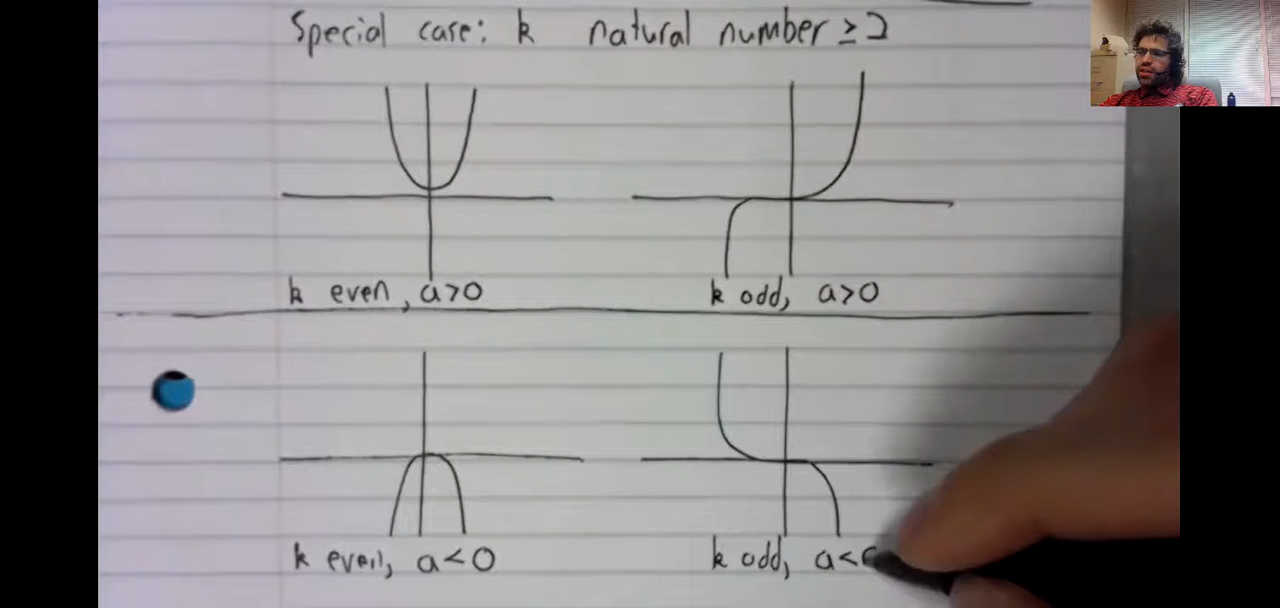 Special case: k natural number ≥2
k even, a>0
k odd, a>0
k even, a<0
k odd, a<